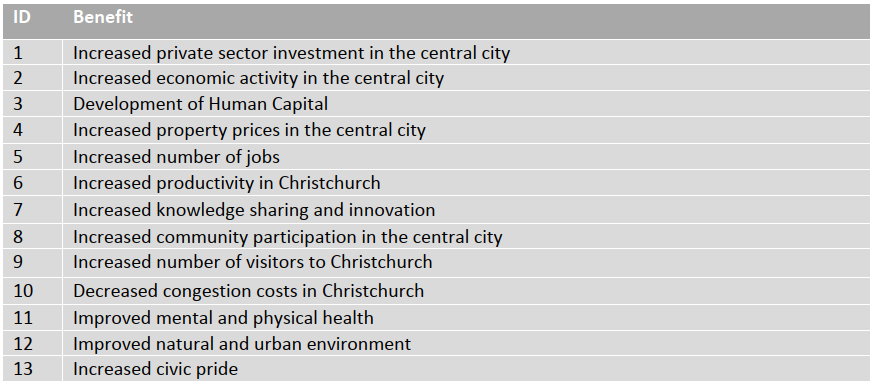 ID Benefit
1 Increased private sector investment in the central city
2 Increased economic activity in the central city
3 Development of Human Capital
4 Increased property prices in the central city
5 Increased number of jobs
6 Increased productivity in Christchurch
7 Increased knowledge sharing and innovation
8 Increased community participation in the central city
9 Increased number of visitors to Christchurch
10 Decreased congestion costs in Christchurch
11 Improved mental and physical health
12 Improved natural and urban environment
13 Increased civic pride